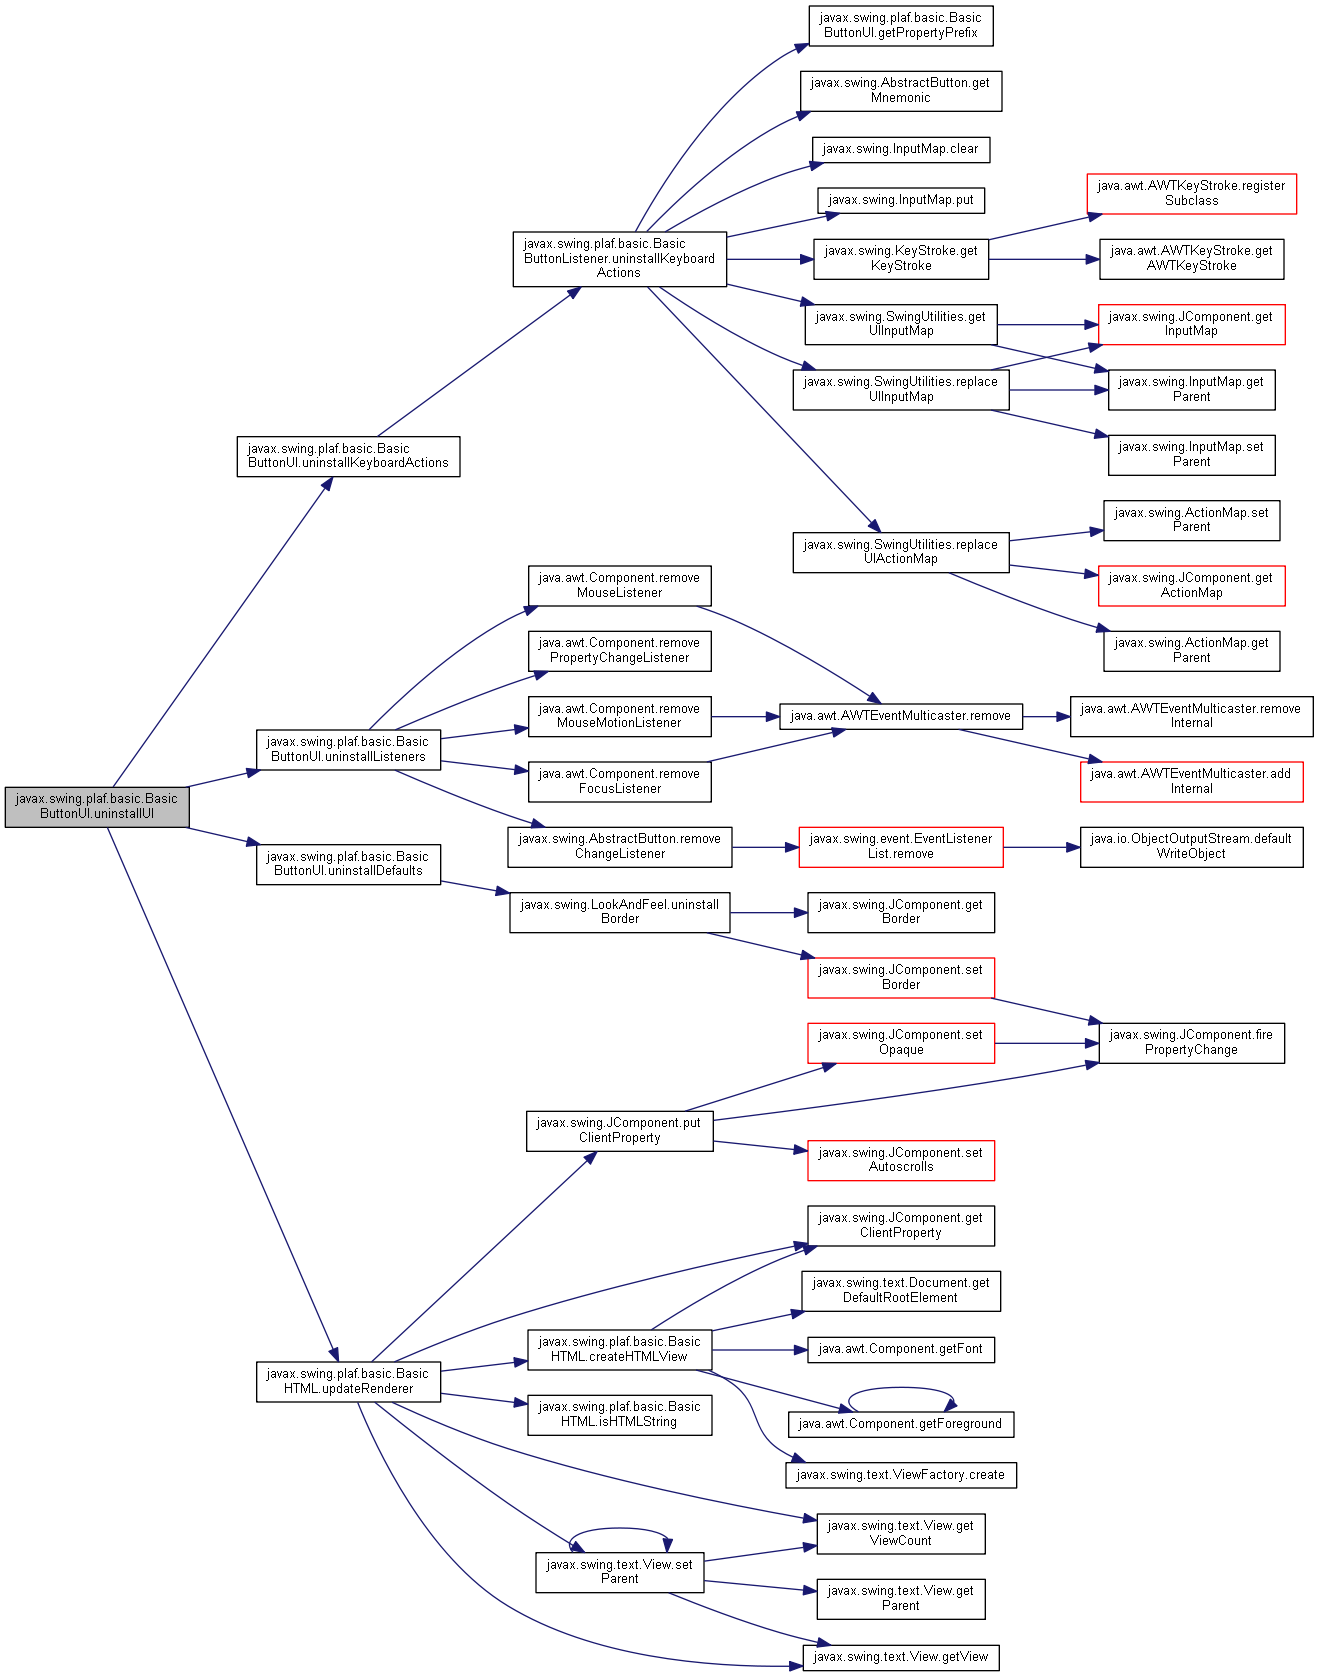 javax.swing.plaf.basic.Basic
ButtonUI.uninstallUI
javax.swing.plaf.basic.Basic
ButtonUI.uninstallKeyboardActions
javax.swing.plaf.basic.Basic
ButtonListener.uninstallKeyboard
Actions
javax.swing.plaf.basic.Basic
ButtonUI.getPropertyPrefix
javax.swing.AbstractButton.get
Mnemonic
javax.swing.InputMap.clear
javax.swing.InputMap.put
javax.swing.KeyStroke.get
KeyStroke
java.awt.AWTKeyStroke.register
Subclass
java.awt.AWTKeyStroke.get
AWTKeyStroke
javax.swing.SwingUtilities.get
UIInputMap
javax.swing.JComponent.get
InputMap
javax.swing.InputMap.get
Parent
javax.swing.SwingUtilities.replace
UIInputMap
javax.swing.InputMap.set
Parent
javax.swing.SwingUtilities.replace
UIActionMap
javax.swing.ActionMap.set
Parent
javax.swing.JComponent.get
ActionMap
javax.swing.ActionMap.get
Parent
javax.swing.plaf.basic.Basic
ButtonUI.uninstallListeners
java.awt.Component.remove
MouseListener
java.awt.Component.remove
PropertyChangeListener
java.awt.Component.remove
MouseMotionListener
java.awt.Component.remove
FocusListener
java.awt.AWTEventMulticaster.remove
java.awt.AWTEventMulticaster.remove
Internal
java.awt.AWTEventMulticaster.add
Internal
javax.swing.AbstractButton.remove
ChangeListener
javax.swing.event.EventListener
List.remove
java.io.ObjectOutputStream.default
WriteObject
javax.swing.plaf.basic.Basic
ButtonUI.uninstallDefaults
javax.swing.LookAndFeel.uninstall
Border
javax.swing.JComponent.get
Border
javax.swing.JComponent.set
Border
javax.swing.JComponent.fire
PropertyChange
javax.swing.plaf.basic.Basic
HTML.updateRenderer
javax.swing.JComponent.put
ClientProperty
javax.swing.JComponent.set
Opaque
javax.swing.JComponent.set
Autoscrolls
javax.swing.JComponent.get
ClientProperty
javax.swing.plaf.basic.Basic
HTML.createHTMLView
javax.swing.text.Document.get
DefaultRootElement
java.awt.Component.getFont
java.awt.Component.getForeground
javax.swing.text.ViewFactory.create
javax.swing.plaf.basic.Basic
HTML.isHTMLString
javax.swing.text.View.set
Parent
javax.swing.text.View.get
ViewCount
javax.swing.text.View.get
Parent
javax.swing.text.View.getView